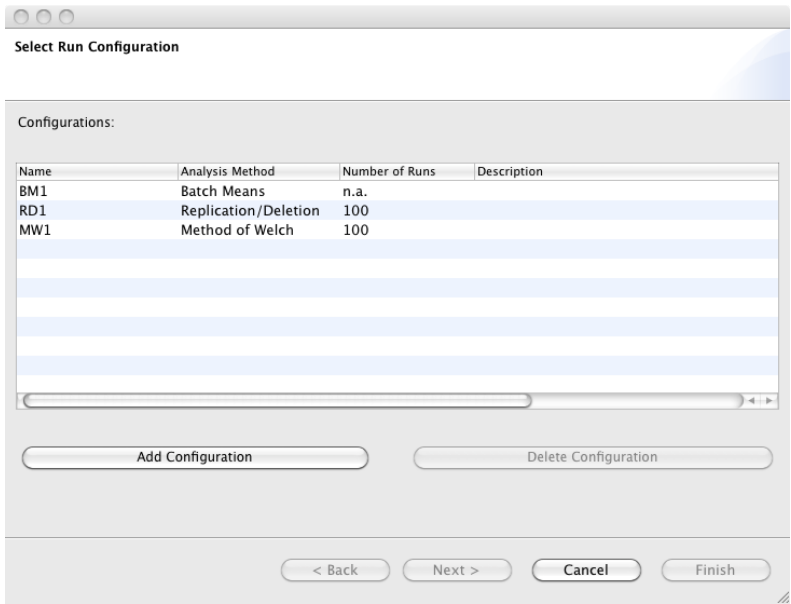 Select Run Configuration
Configurations:
Name Analysis Method Number of Runs Description
BM1 Batch Means n.a.
RD1 Replication/Deletion 100
MW1 Method of Welch 100
Add Configuration Delete Configuration
< Back Next > Cancel Finish